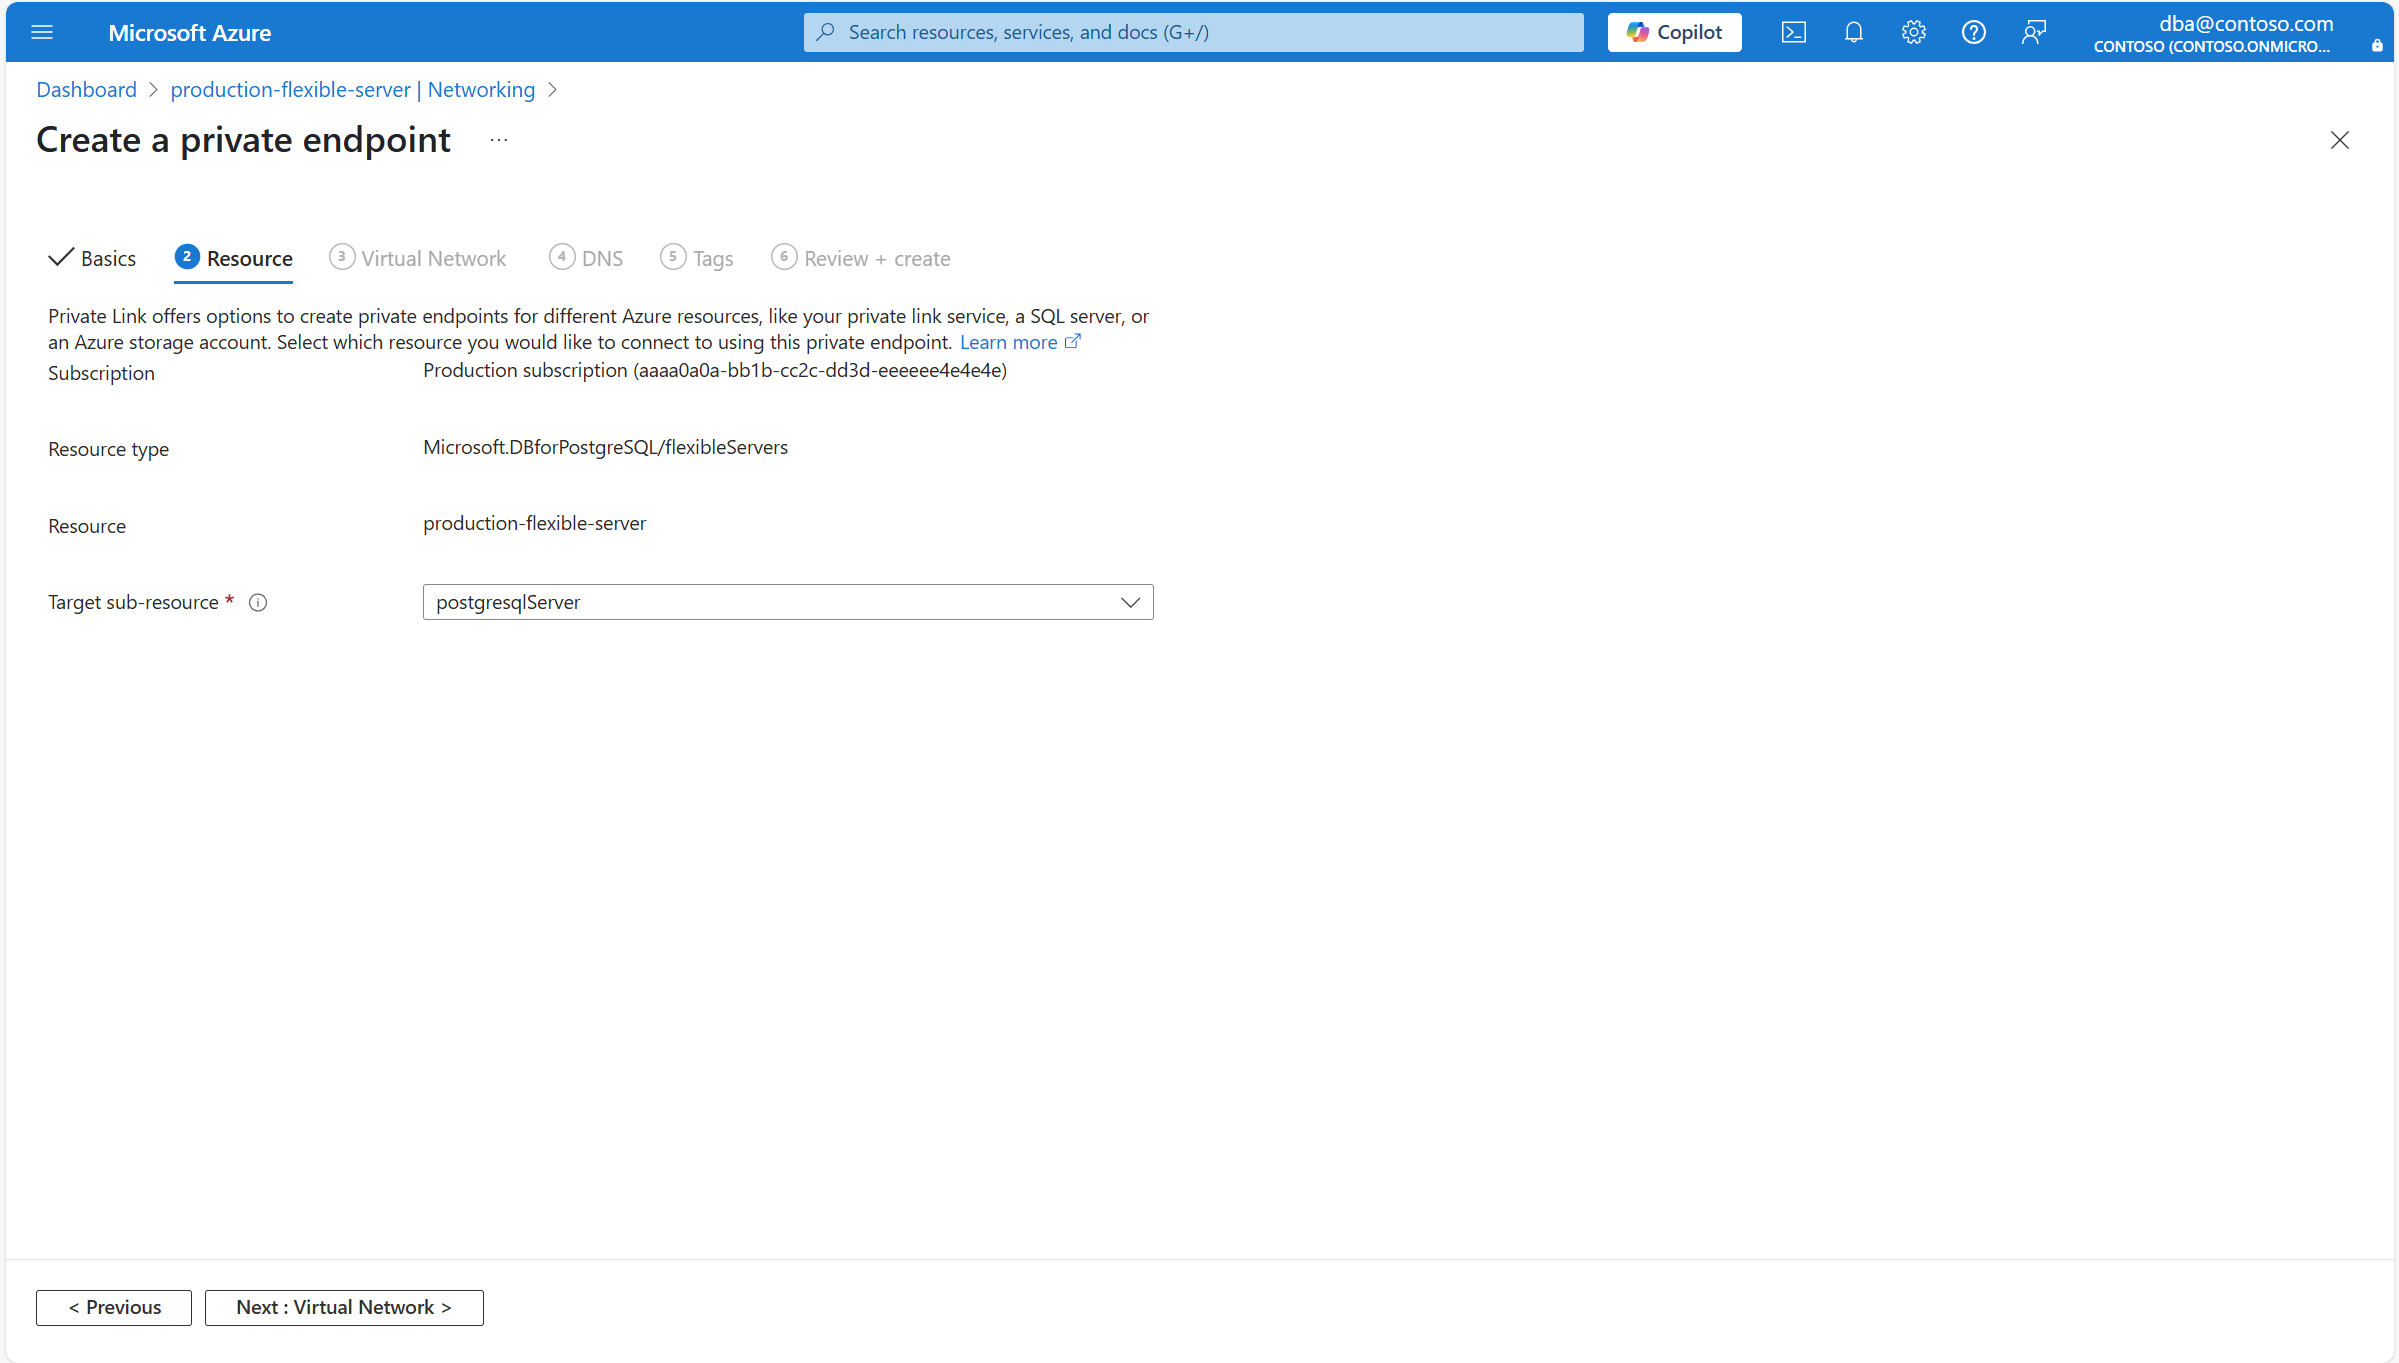 Microsoft Azure
Search resources, services, and docs (G+/)
Copilot
dba@contoso.com
CONTOSO (CONTOSO.ONMICRO...
Dashboard > production-flexible-server | Networking >
Create a private endpoint ...
Basics
2 Resource
3 Virtual Network
4 DNS
5 Tags
6 Review + create
Private Link offers options to create private endpoints for different Azure resources, like your private link service, a SQL server, or
an Azure storage account. Select which resource you would like to connect to using this private endpoint. Learn more
Subscription
Production subscription (aaaa0a0a-bb1b-cc2c-dd3d-eeeeee4e4e4e)
Resource type
Microsoft.DBforPostgreSQL/flexibleServers
Resource
production-flexible-server
Target sub-resource *
postgresqlServer
< Previous
Next : Virtual Network >